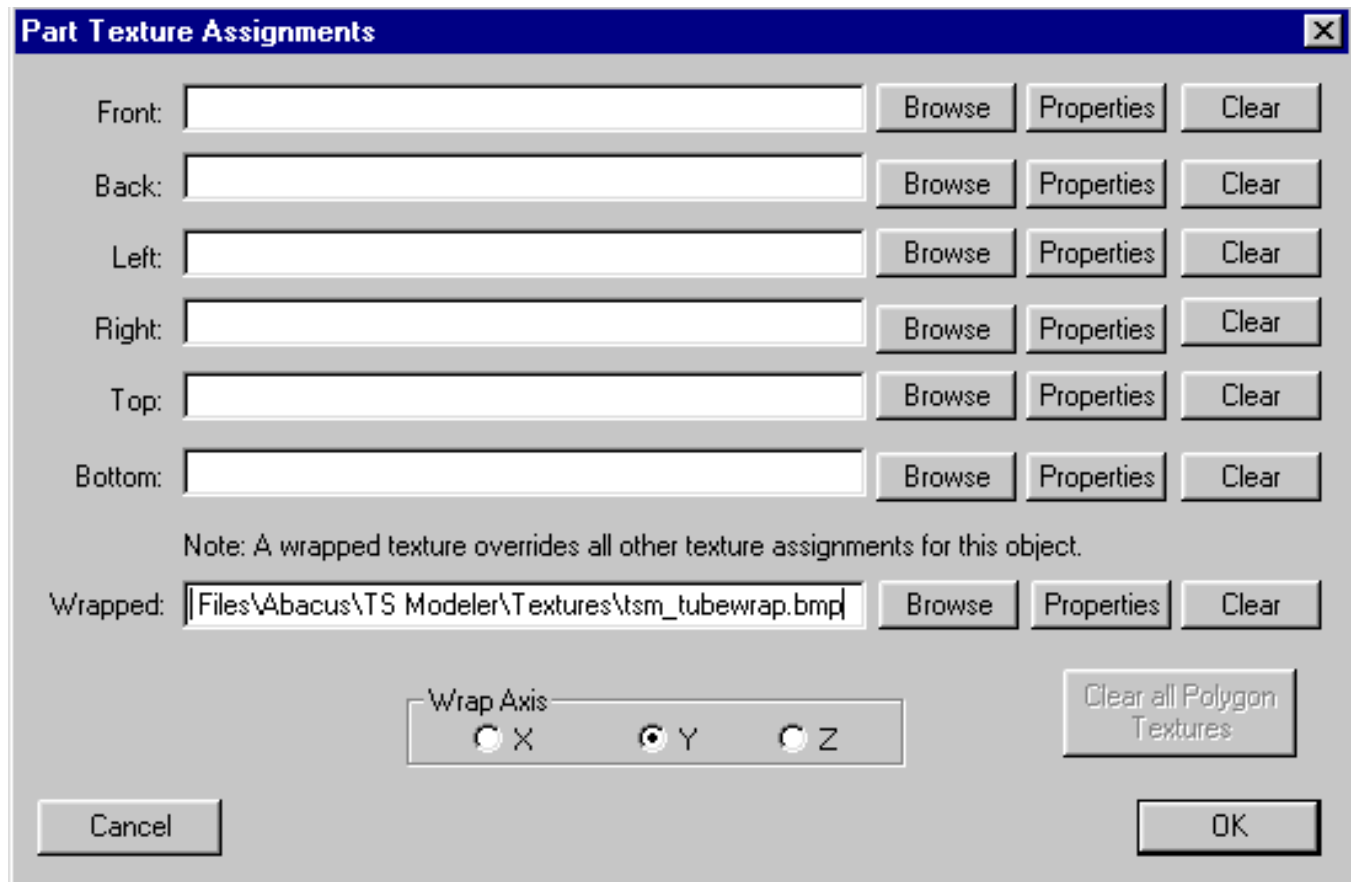 Part Texture Assignments
Front: Browse Properties Clear
Back: Browse Properties Clear
Left: Browse Properties Clear
Right: Browse Properties Clear
Top: Browse Properties Clear
Bottom: Browse Properties Clear
Note: A wrapped texture overrides all other texture assignments for this object.
Wrapped: Files\Abacus\TS Modeler\Textures\tsm_tubewrap.bmp Browse Properties Clear
Wrap Axis
X Y Z
Clear all Polygon
Textures
Cancel OK